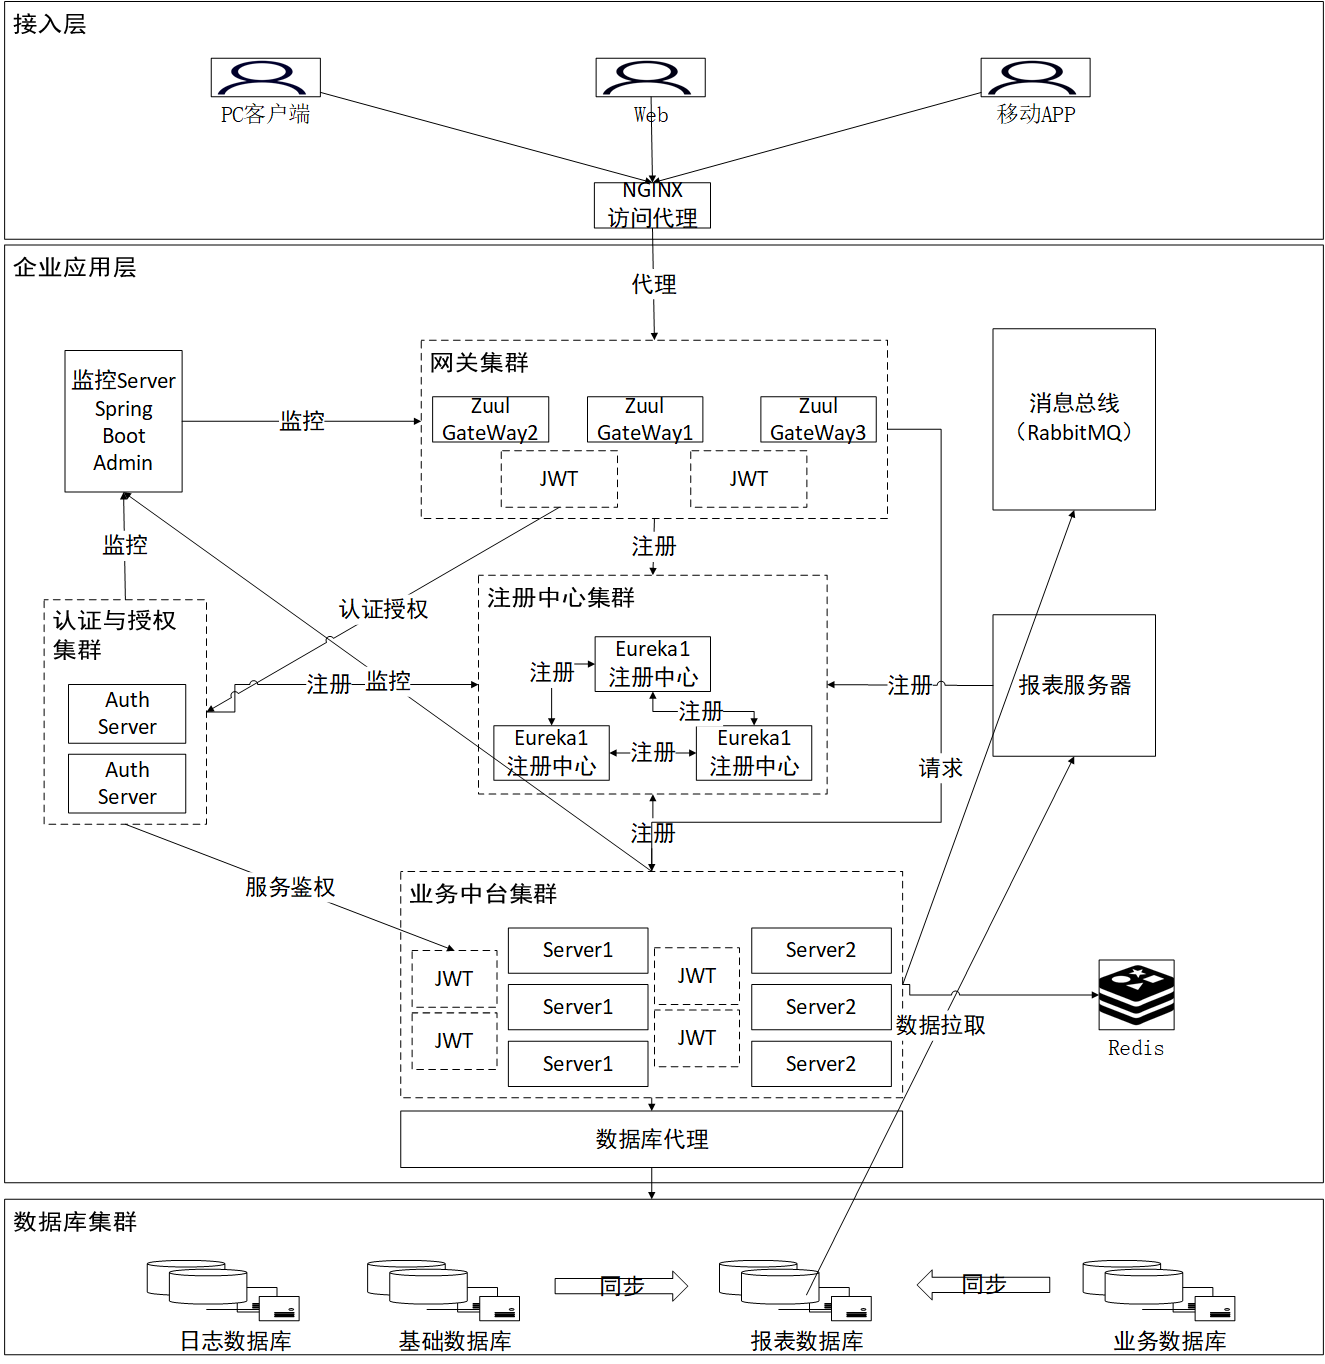 接入层
PC客户端
Web
移动APP
NGINX
访问代理
企业应用层
代理
网关集群
监控Server
Spring
Boot
Admin
监控
Zuul
GateWay2
Zuul
GateWay1
Zuul
GateWay3
JWT
JWT
消息总线
（RabbitMQ）
监控
注册
认证授权
认证与授权
集群
Auth
Server
Auth
Server
注册
监控
注册中心集群
Eureka1
注册中心
注册
注册
Eureka1
注册中心
注册
Eureka1
注册中心
注册
报表服务器
请求
注册
服务鉴权
业务中台集群
JWT
JWT
Server1
Server1
Server1
JWT
JWT
Server2
Server2
Server2
数据拉取
Redis
数据库代理
数据库集群
日志数据库
基础数据库
同步
报表数据库
同步
业务数据库